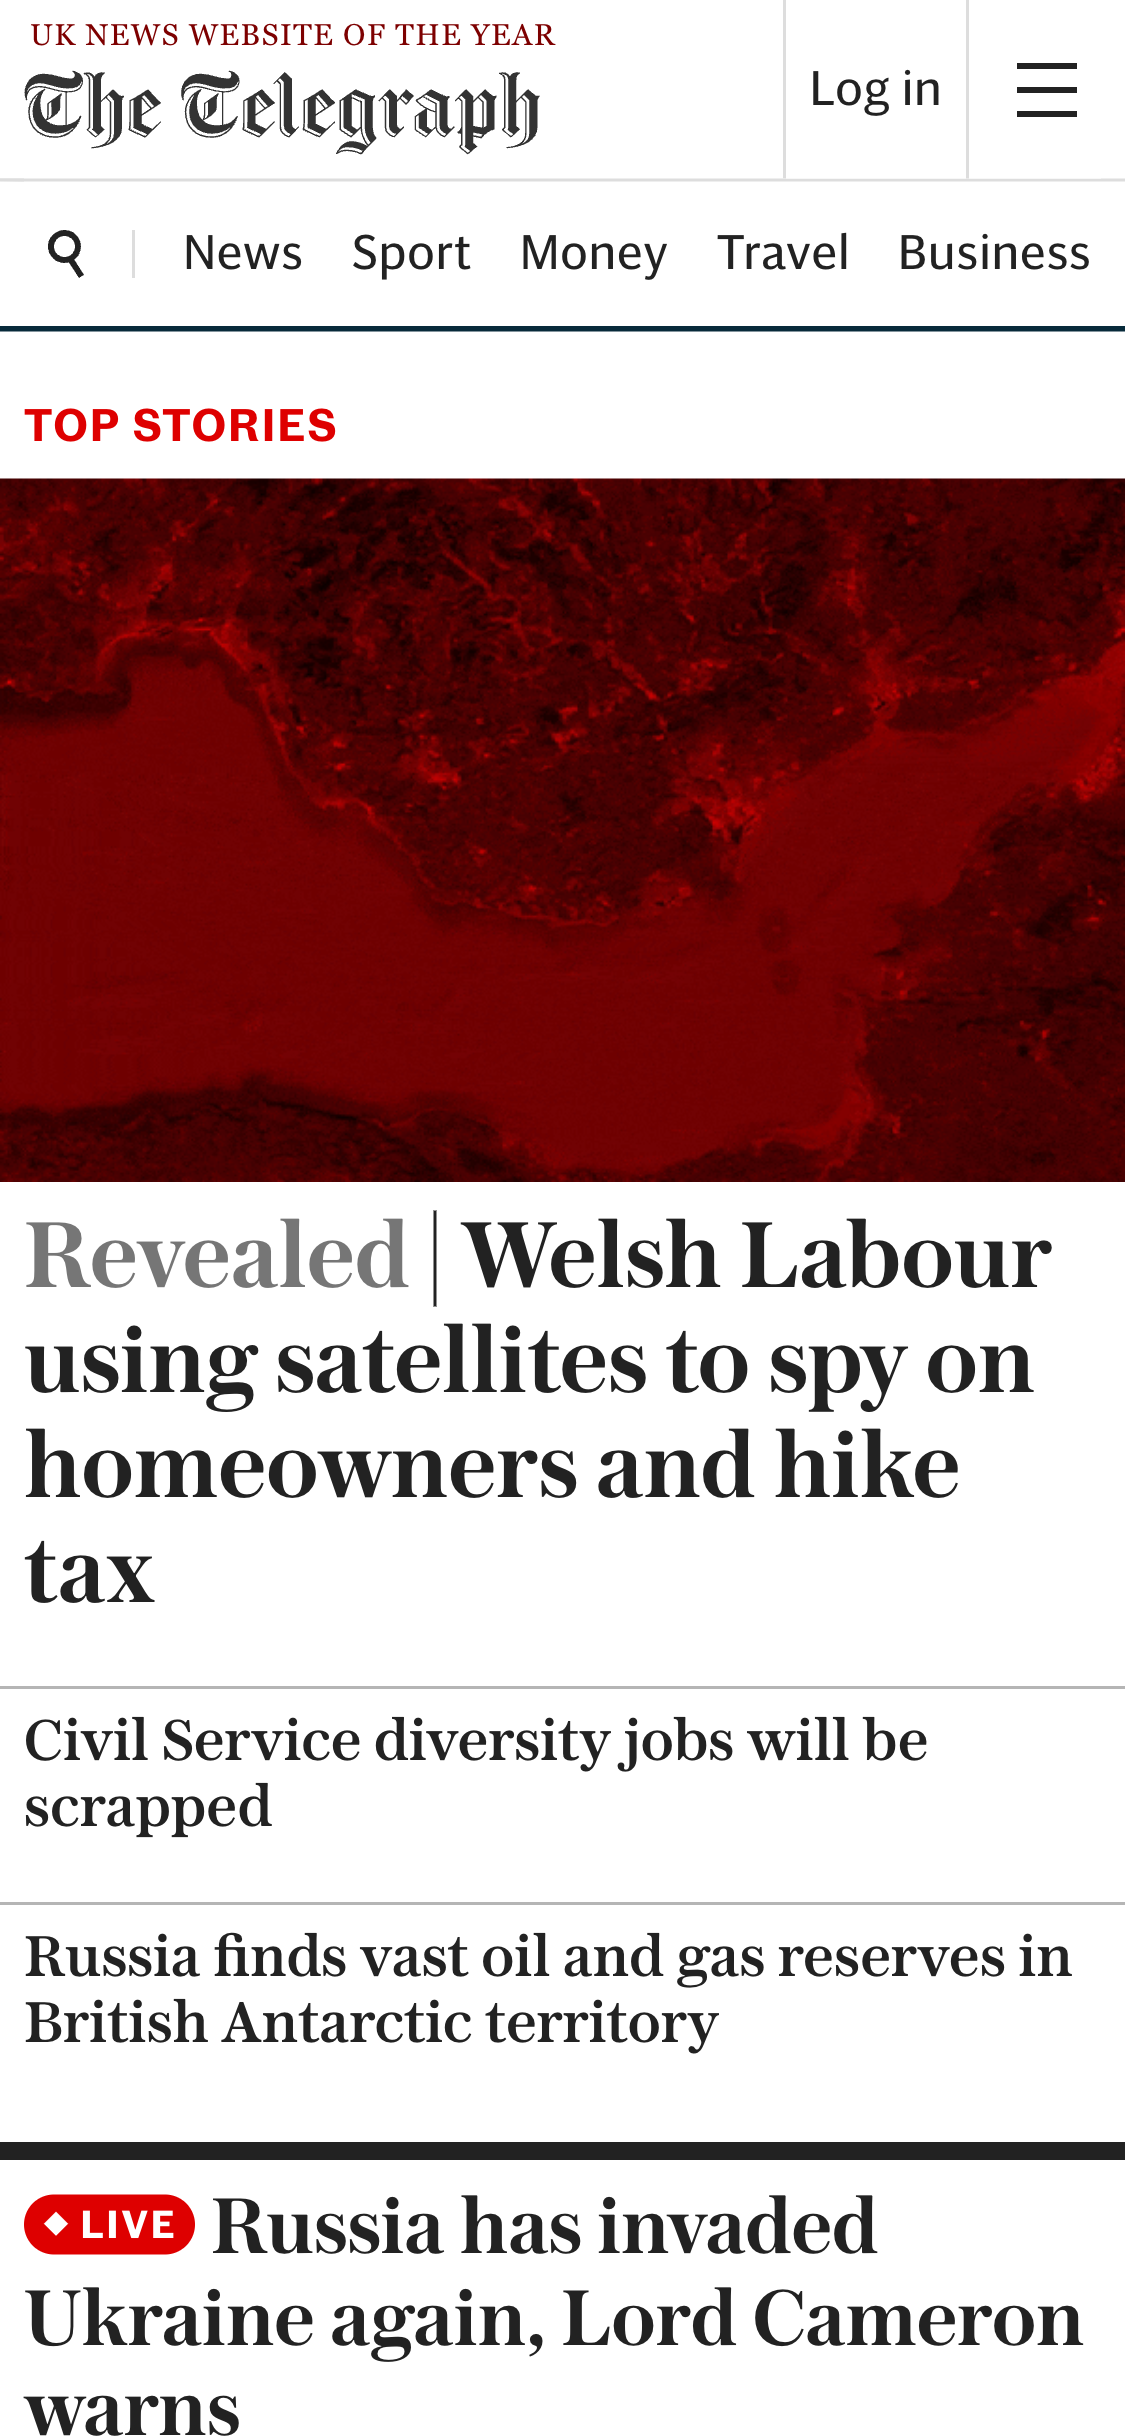 UK NEWS WEBSITE OF THE YEAR
The Telegraph
Log in
News Sport Money Travel Business
TOP STORIES
Revealed | Welsh Labour
using satellites to spy on
homeowners and hike
tax
Civil Service diversity jobs will be
scrapped
Russia finds vast oil and gas reserves in
British Antarctic territory
LIVE Russia has invaded
Ukraine again, Lord Cameron
warns